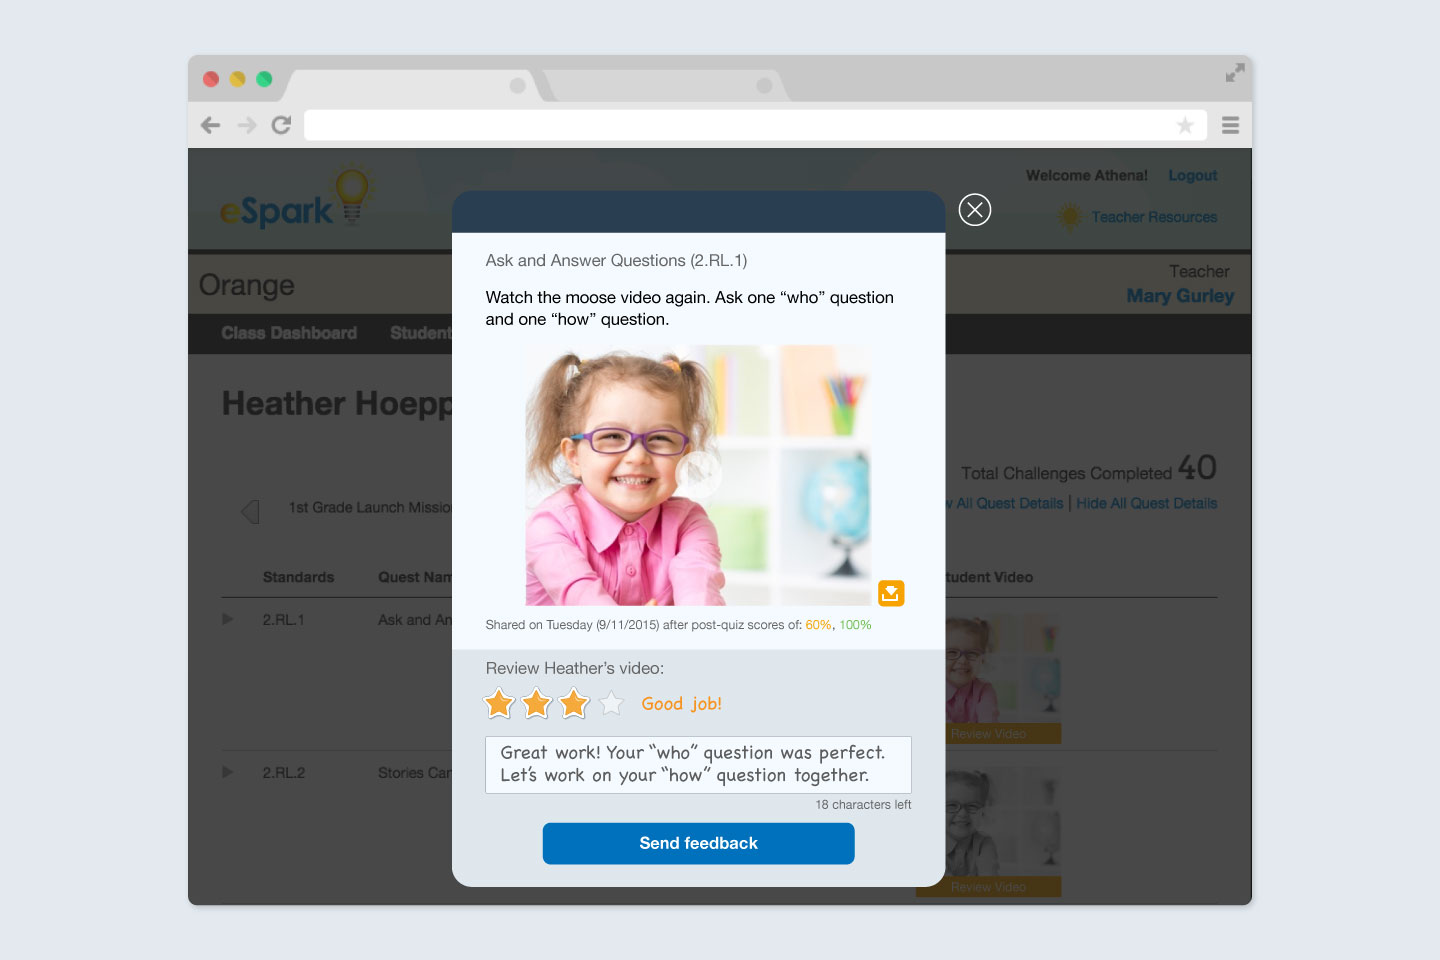 eSpark
Welcome Athena! Logout
Teacher Resources
Orange
Teacher
Mary Gurley
Class Dashboard Student
Heather Hoepp
Total Challenges Completed 40
All Quest Details | Hide All Quest Details
1st Grade Launch Missio
Standards Quest Nam
tudent Video
2.RL.1 Ask and An
Review Video
2.RL.2 Stories Car
Review Video
Ask and Answer Questions (2.RL.1)
Watch the moose video again. Ask one “who” question
and one “how” question.
Shared on Tuesday (9/11/2015) after post-quiz scores of: 60%, 100%
Review Heather’s video:
Good job!
Great work! Your “who” question was perfect.
Let’s work on your “how” question together.
18 characters left
Send feedback